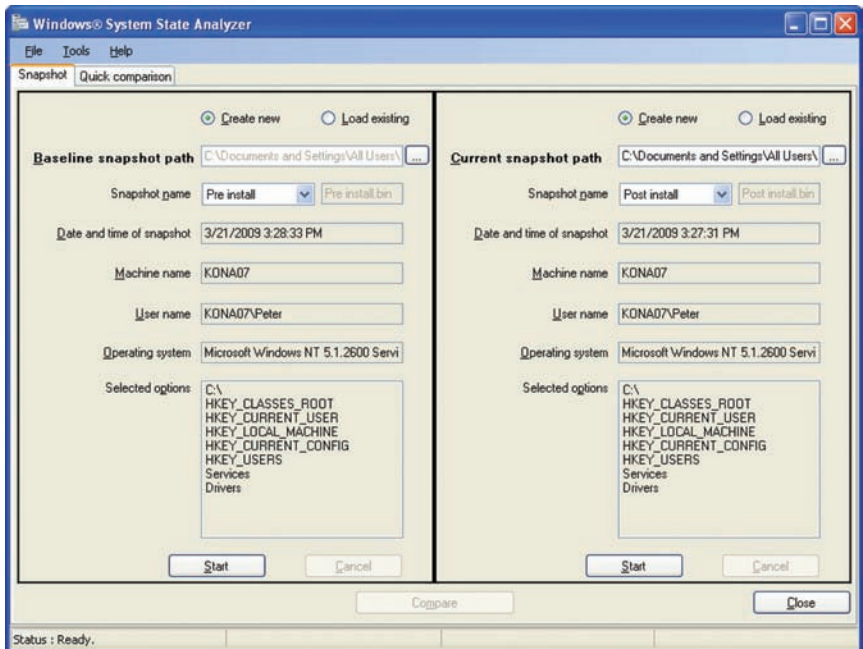 Windows® System State Analyzer
File Tools Help
Snapshot Quick comparison
Create new Load existing
Baseline snapshot path C:\Documents and Settings\All Users\ ...
Snapshot name Pre install Pre install.bin
Date and time of snapshot 3/21/2009 3:28:33 PM
Machine name KONA07
User name KONA07\Peter
Operating system Microsoft Windows NT 5.1.2600 Servi
Selected options C:\
HKEY_CLASSES_ROOT
HKEY_CURRENT_USER
HKEY_LOCAL_MACHINE
HKEY_CURRENT_CONFIG
HKEY_USERS
Services
Drivers
Start Cancel
Create new Load existing
Current snapshot path C:\Documents and Settings\All Users\ ...
Snapshot name Post install Post install.bin
Date and time of snapshot 3/21/2009 3:27:31 PM
Machine name KONA07
User name KONA07\Peter
Operating system Microsoft Windows NT 5.1.2600 Servi
Selected options C:\
HKEY_CLASSES_ROOT
HKEY_CURRENT_USER
HKEY_LOCAL_MACHINE
HKEY_CURRENT_CONFIG
HKEY_USERS
Services
Drivers
Start Cancel
Compare Close
Status : Ready.